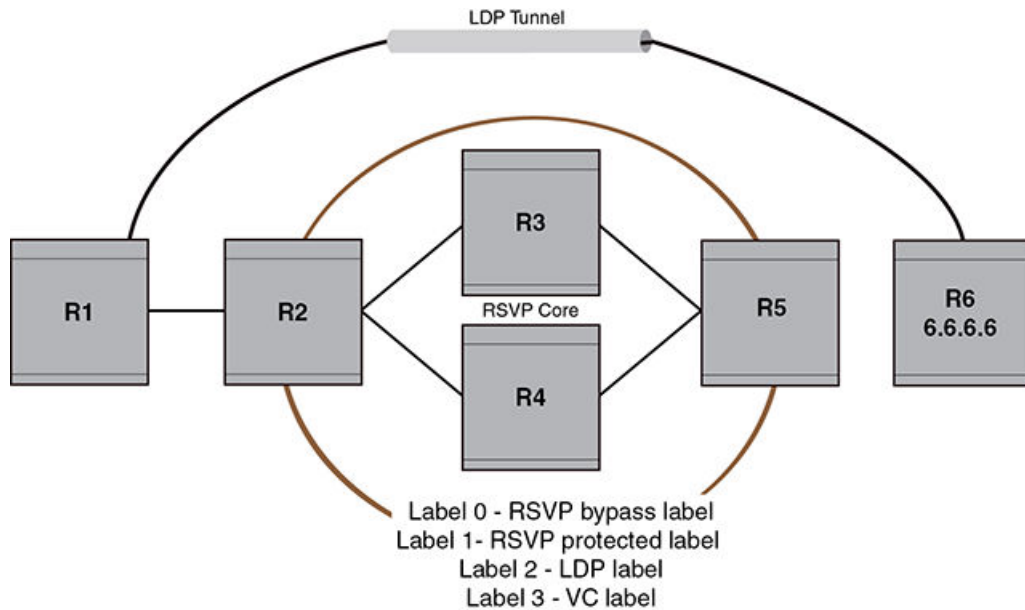 LDP Tunnel
R3
R1
R2
RSVP Core
R5
R6
6.6.6.6
R4
Label 0 - RSVP bypass label
Label 1- RSVP protected label
Label 2 - LDP label
Label 3 - VC label